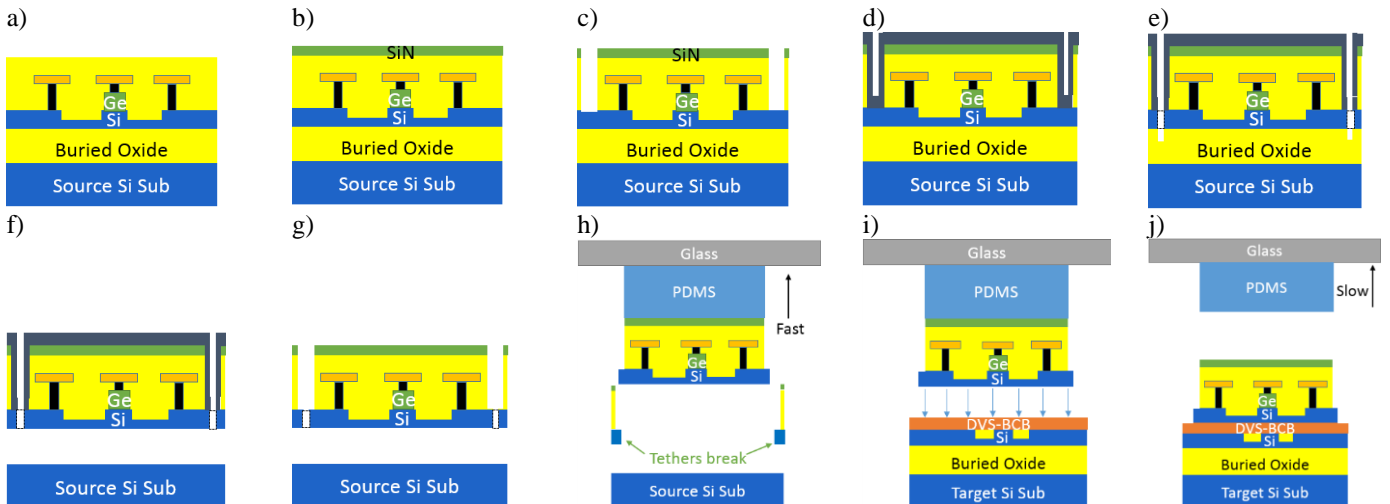 a)
b)
c)
d)
e)
Ge
Si
Buried Oxide
Source Si Sub
SiN
Ge
Si
Buried Oxide
Source Si Sub
SiN
Ge
Si
Buried Oxide
Source Si Sub
Ge
Si
Buried Oxide
Source Si Sub
Ge
Si
Buried Oxide
Source Si Sub
f)
g)
h)
i)
j)
Ge
Si
Source Si Sub
Ge
Si
Source Si Sub
Glass
PDMS
Fast
Ge
Si
Tethers break
Source Si Sub
Glass
PDMS
Ge
Si
DVS-BCB
Si
Buried Oxide
Target Si Sub
Glass
PDMS
Slow
Ge
Si
DVS-BCB
Si
Buried Oxide
Target Si Sub